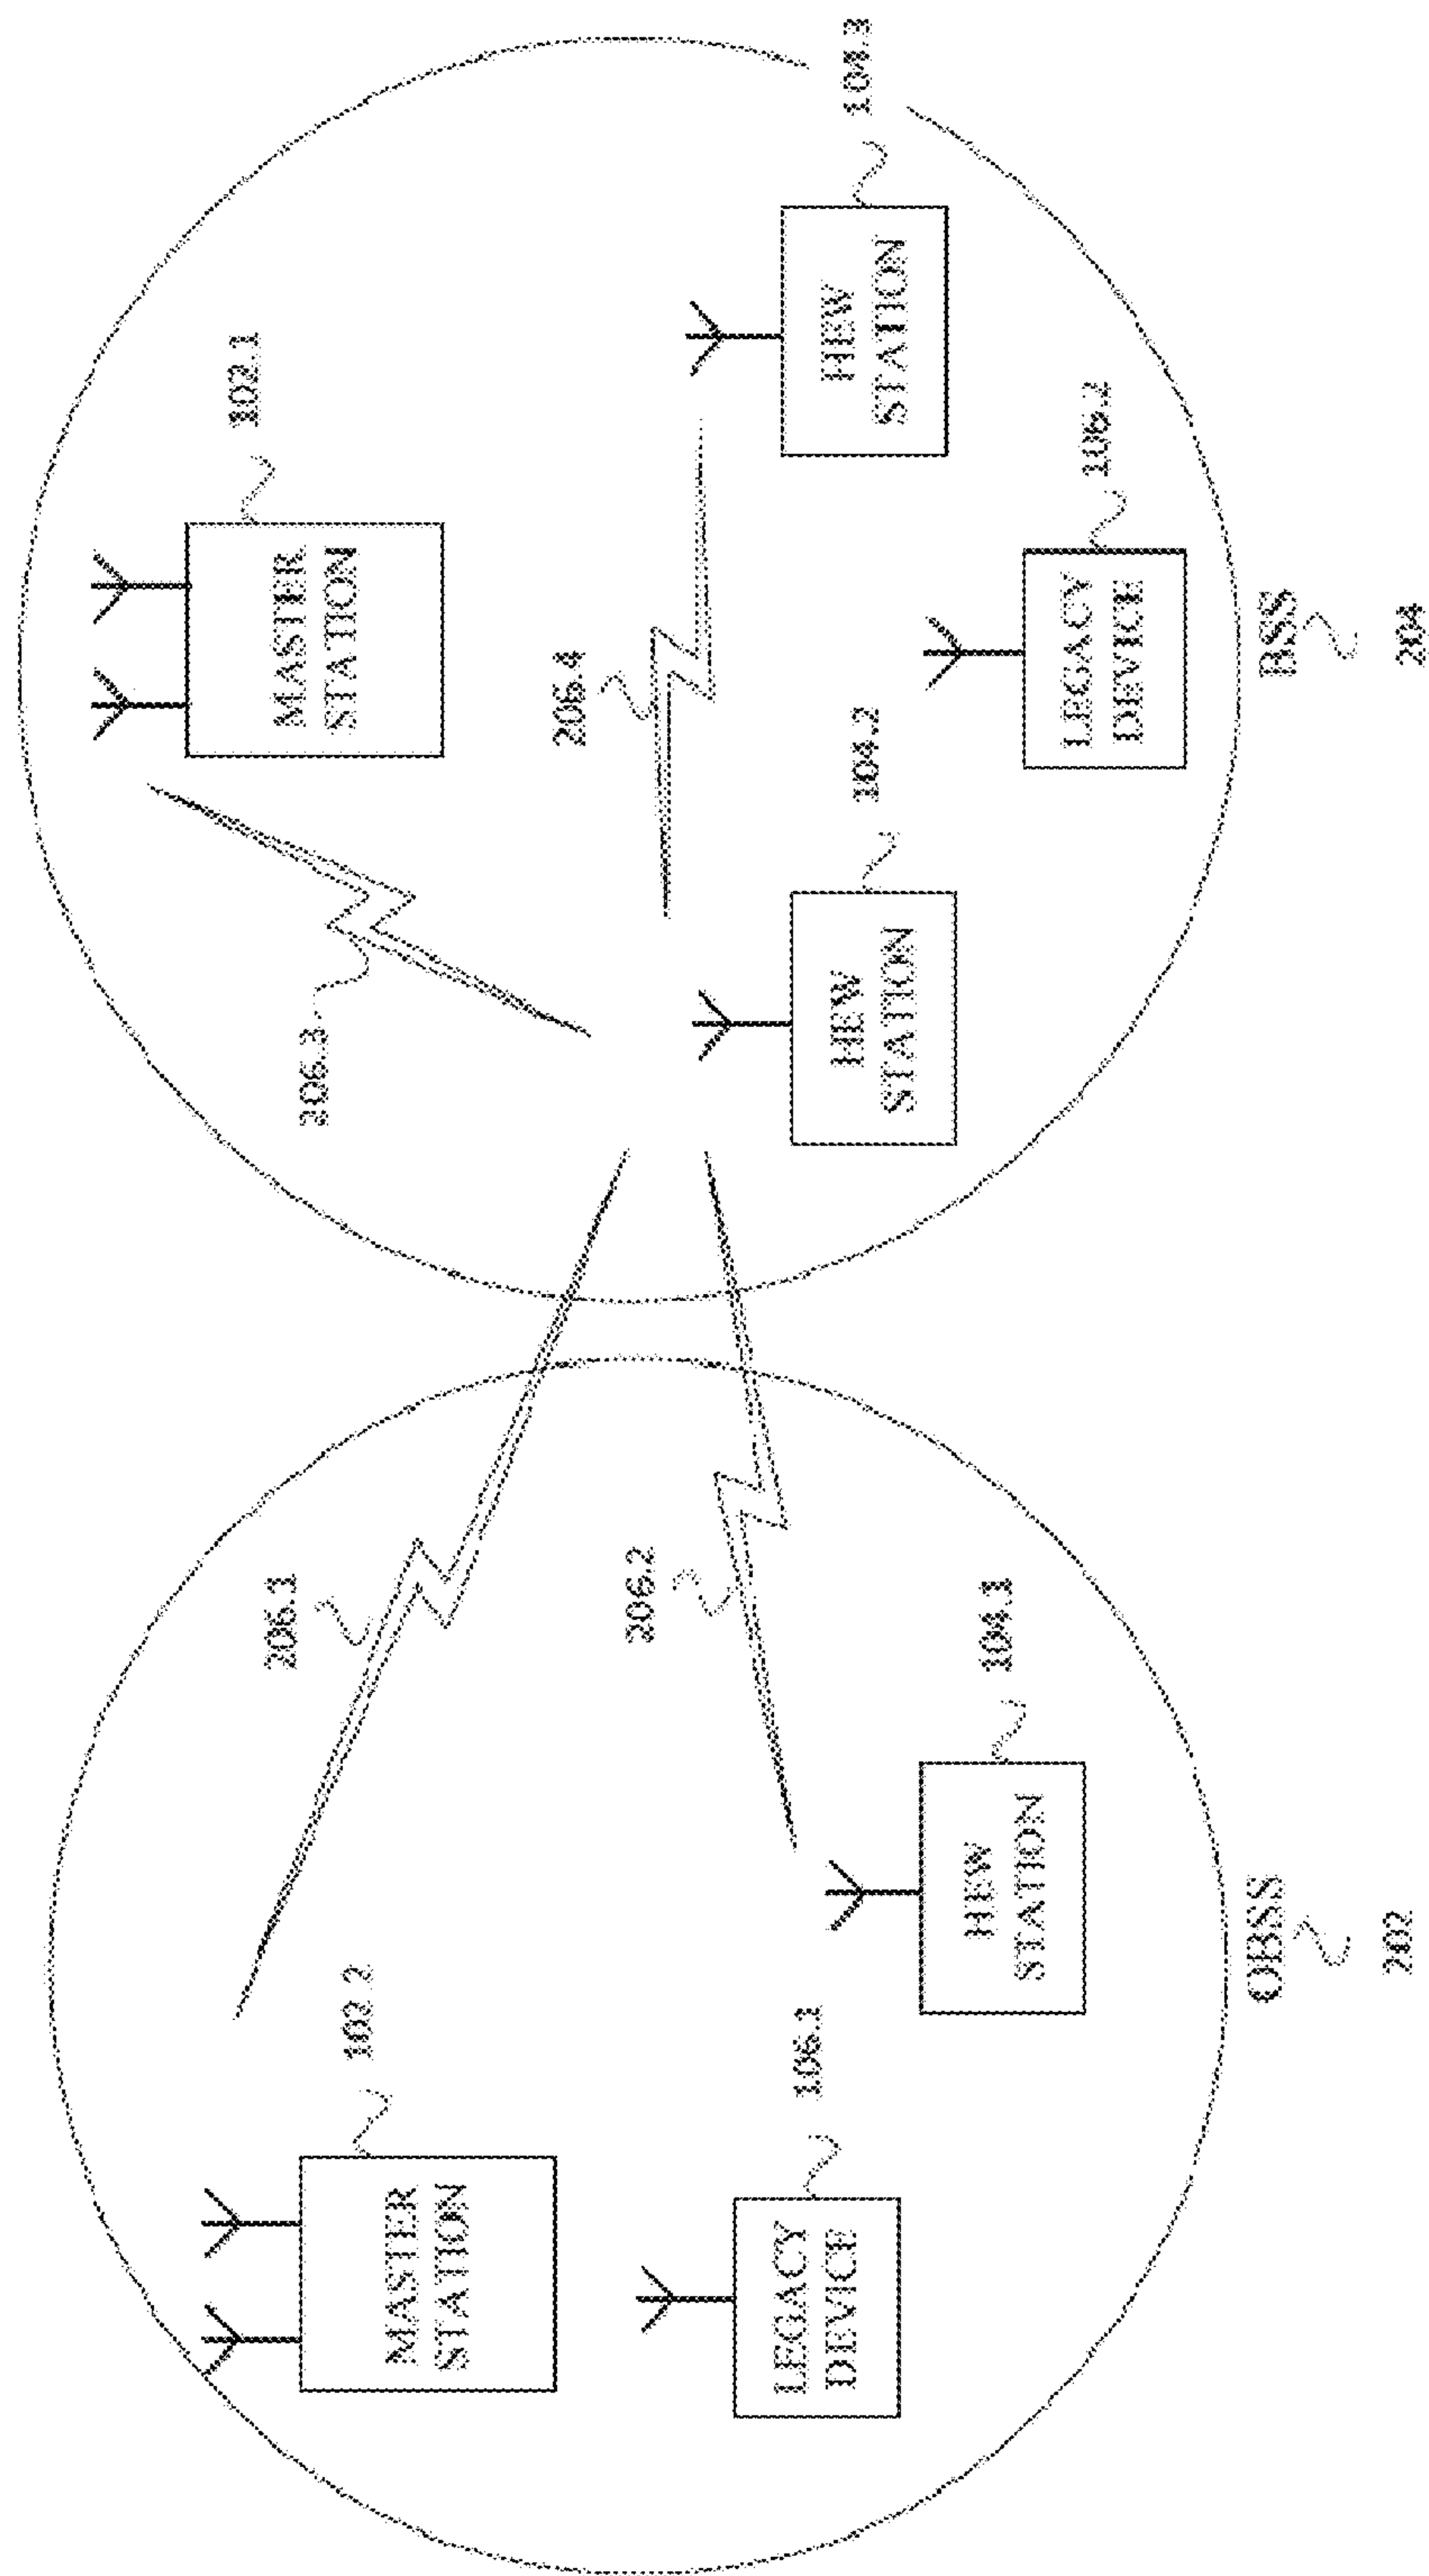 MASTER
STATION
102.2
LEGACY
DEVICE
106.1
HEW
STATION
104.1
206.1
206.2
OBSS
202
MASTER
STATION
102.1
206.3
206.4
HEW
STATION
104.2
HEW
STATION
104.3
LEGACY
DEVICE
106.2
BSS
204